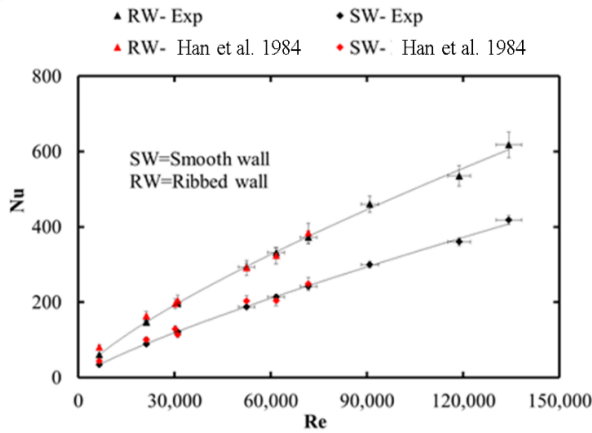 RW- Exp
SW- Exp
RW- Han et al. 1984
SW- Han et al. 1984
800
600
400
200
0
Nu
SW=Smooth wall
RW=Ribbed wall
0 30,000 60,000 90,000 120,000 150,000
Re